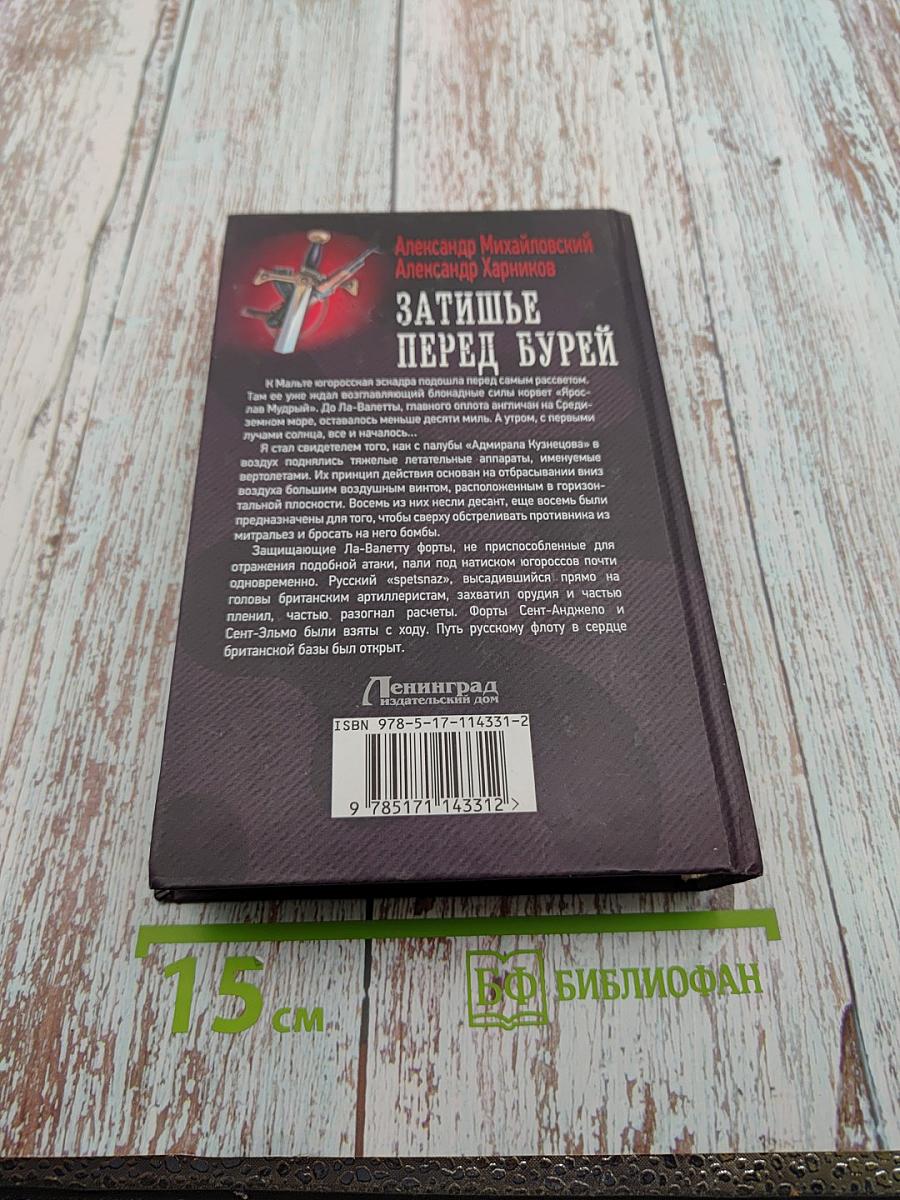 Александр Михайловский
Александр Харников
ЗАТИШЬЕ
ПЕРЕД БУРЕЙ
К Мальте югоросская эскадра подошла перед самым рассветом.
Там ее уже ждал возглавляющий блокадные силы корвет «Ярос-
лав Мудрый». До Ла-Валетты, главного оплота англичан на Среди-
земном море, оставалось меньше десяти миль. А утром, с первыми
лучами солнца, все и началось...
Я стал свидетелем того, как с палубы «Адмирала Кузнецова» в
воздух поднялись тяжелые летательные аппараты, именуемые
вертолетами. Их принцип действия основан на отбрасывании вниз
воздуха большим воздушным винтом, расположенным в горизон-
тальной плоскости. Восемь из них несли десант, еще восемь были
предназначены для того, чтобы сверху обстреливать противника из
митральез и бросать на него бомбы.
Защищающие Ла-Валетту форты, не приспособленные для
отражения подобной атаки, пали под натиском югороссов почти
одновременно. Русский «spetsnaz», высадившийся прямо на
головы британским артиллеристам, захватил орудия и частью
пленил, частью разогнал расчеты. Форты Сент-Анджело и
Сент-Эльмо были взяты с ходу. Путь русскому флоту в сердце
британской базы был открыт.
Ленинград
издательский дом
ISBN 978-5-17-114331-2
9 785171 143312 >
15 см
БФ БИБЛИОФАН